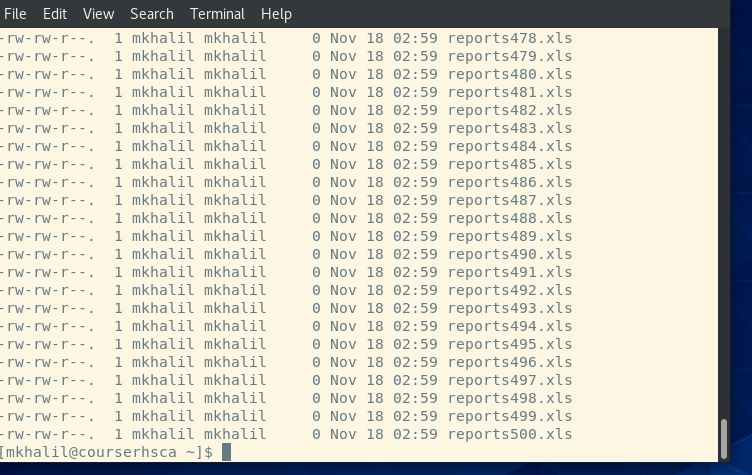 File Edit View Search Terminal Help
-rw-rw-r--. 1 mkhalil mkhalil 0 Nov 18 02:59 reports478.xls
-rw-rw-r--. 1 mkhalil mkhalil 0 Nov 18 02:59 reports479.xls
-rw-rw-r--. 1 mkhalil mkhalil 0 Nov 18 02:59 reports480.xls
-rw-rw-r--. 1 mkhalil mkhalil 0 Nov 18 02:59 reports481.xls
-rw-rw-r--. 1 mkhalil mkhalil 0 Nov 18 02:59 reports482.xls
-rw-rw-r--. 1 mkhalil mkhalil 0 Nov 18 02:59 reports483.xls
-rw-rw-r--. 1 mkhalil mkhalil 0 Nov 18 02:59 reports484.xls
-rw-rw-r--. 1 mkhalil mkhalil 0 Nov 18 02:59 reports485.xls
-rw-rw-r--. 1 mkhalil mkhalil 0 Nov 18 02:59 reports486.xls
-rw-rw-r--. 1 mkhalil mkhalil 0 Nov 18 02:59 reports487.xls
-rw-rw-r--. 1 mkhalil mkhalil 0 Nov 18 02:59 reports488.xls
-rw-rw-r--. 1 mkhalil mkhalil 0 Nov 18 02:59 reports489.xls
-rw-rw-r--. 1 mkhalil mkhalil 0 Nov 18 02:59 reports490.xls
-rw-rw-r--. 1 mkhalil mkhalil 0 Nov 18 02:59 reports491.xls
-rw-rw-r--. 1 mkhalil mkhalil 0 Nov 18 02:59 reports492.xls
-rw-rw-r--. 1 mkhalil mkhalil 0 Nov 18 02:59 reports493.xls
-rw-rw-r--. 1 mkhalil mkhalil 0 Nov 18 02:59 reports494.xls
-rw-rw-r--. 1 mkhalil mkhalil 0 Nov 18 02:59 reports495.xls
-rw-rw-r--. 1 mkhalil mkhalil 0 Nov 18 02:59 reports496.xls
-rw-rw-r--. 1 mkhalil mkhalil 0 Nov 18 02:59 reports497.xls
-rw-rw-r--. 1 mkhalil mkhalil 0 Nov 18 02:59 reports498.xls
-rw-rw-r--. 1 mkhalil mkhalil 0 Nov 18 02:59 reports499.xls
-rw-rw-r--. 1 mkhalil mkhalil 0 Nov 18 02:59 reports500.xls
[mkhalil@courserhsca ~]$